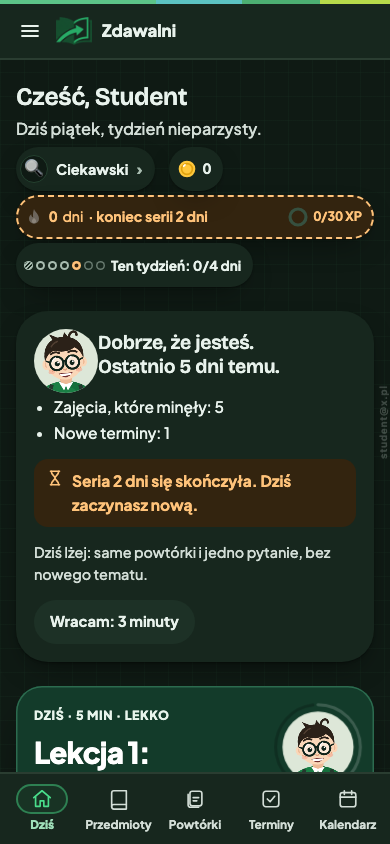 Zdawalni
Cześć, Student
Dziś piątek, tydzień nieparzysty.
Ciekawski ›
0
0 dni · koniec serii 2 dni
0/30 XP
Ten tydzień: 0/4 dni
Dobrze, że jesteś.
Ostatnio 5 dni temu.
• Zajęcia, które minęły: 5
• Nowe terminy: 1
Seria 2 dni się skończyła. Dziś
zaczynasz nową.
Dziś lżej: same powtórki i jedno pytanie, bez
nowego tematu.
Wracam: 3 minuty
student@x.pl
DZIŚ · 5 MIN · LEKKO
Lekcja 1:
Dziś
Przedmioty
Powtórki
Terminy
Kalendarz